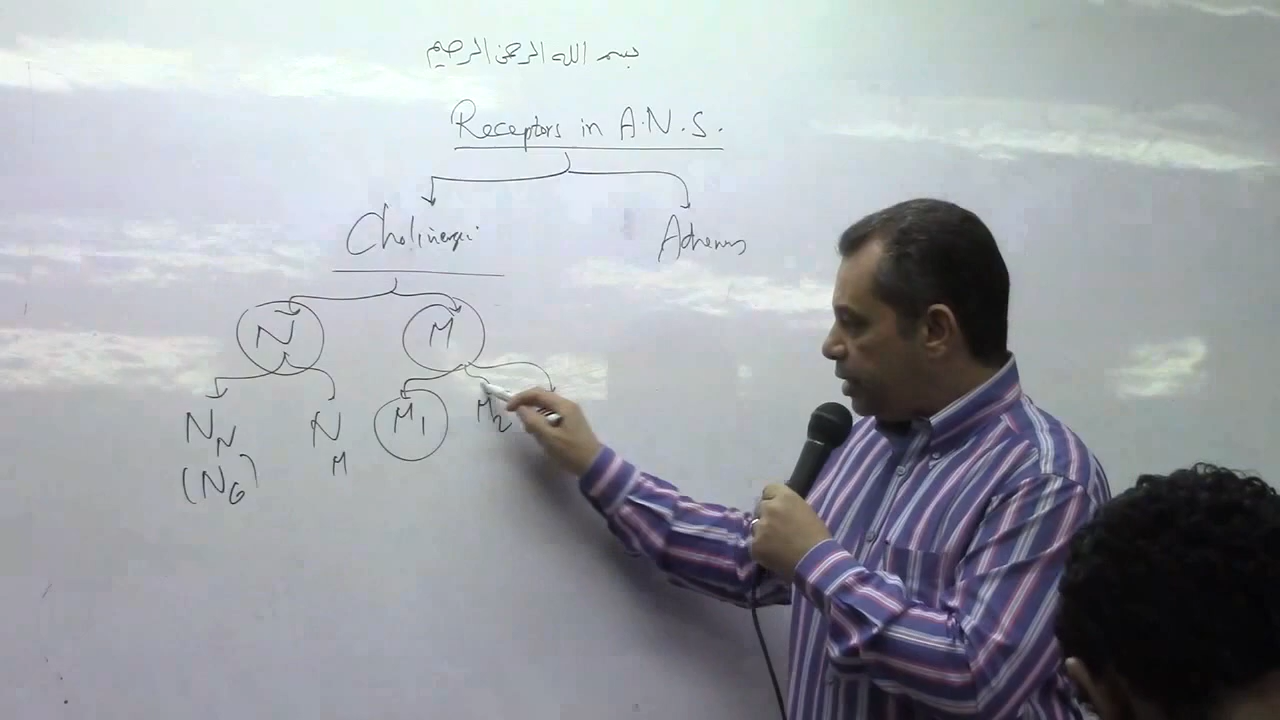 بسم الله الرحمن الرحيم
Receptors in A.N.S.
Cholinergic Adrenergic
N M
N_N N_M M_1 M_2
(N_G)